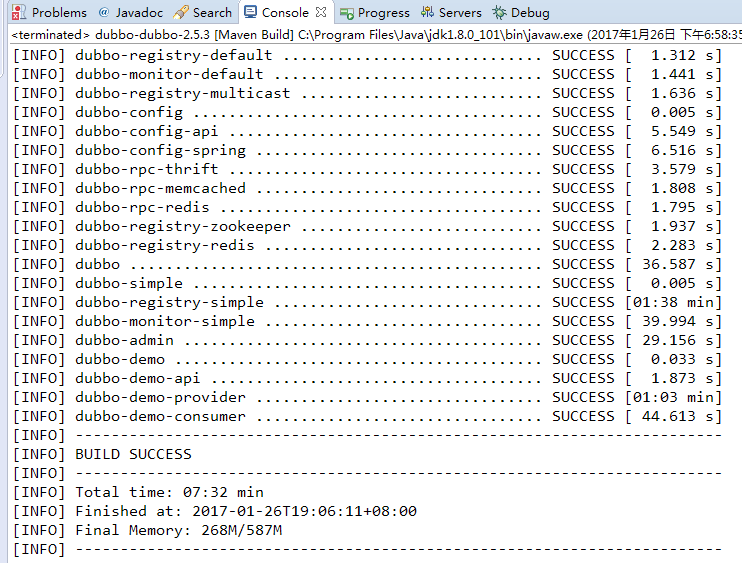 Problems @ Javadoc Search Console Progress Servers Debug
<terminated> dubbo-dubbo-2.5.3 [Maven Build] C:\Program Files\Java\jdk1.8.0_101\bin\javaw.exe (2017年1月26日 下午6:58:35
[INFO] dubbo-registry-default ............................. SUCCESS [  1.312 s]
[INFO] dubbo-monitor-default .............................. SUCCESS [  1.441 s]
[INFO] dubbo-registry-multicast ........................... SUCCESS [  1.636 s]
[INFO] dubbo-config ....................................... SUCCESS [  0.005 s]
[INFO] dubbo-config-api ................................... SUCCESS [  5.549 s]
[INFO] dubbo-config-spring ................................ SUCCESS [  6.516 s]
[INFO] dubbo-rpc-thrift ................................... SUCCESS [  3.579 s]
[INFO] dubbo-rpc-memcached ................................ SUCCESS [  1.808 s]
[INFO] dubbo-rpc-redis .................................... SUCCESS [  1.795 s]
[INFO] dubbo-registry-zookeeper ........................... SUCCESS [  1.937 s]
[INFO] dubbo-registry-redis ............................... SUCCESS [  2.283 s]
[INFO] dubbo .............................................. SUCCESS [ 36.587 s]
[INFO] dubbo-simple ....................................... SUCCESS [  0.005 s]
[INFO] dubbo-registry-simple .............................. SUCCESS [01:38 min]
[INFO] dubbo-monitor-simple ............................... SUCCESS [ 39.994 s]
[INFO] dubbo-admin ........................................ SUCCESS [ 29.156 s]
[INFO] dubbo-demo ......................................... SUCCESS [  0.033 s]
[INFO] dubbo-demo-api ..................................... SUCCESS [  1.873 s]
[INFO] dubbo-demo-provider ................................ SUCCESS [01:03 min]
[INFO] dubbo-demo-consumer ................................ SUCCESS [ 44.613 s]
[INFO] ------------------------------------------------------------------------
[INFO] BUILD SUCCESS
[INFO] ------------------------------------------------------------------------
[INFO] Total time: 07:32 min
[INFO] Finished at: 2017-01-26T19:06:11+08:00
[INFO] Final Memory: 268M/587M
[INFO] ------------------------------------------------------------------------